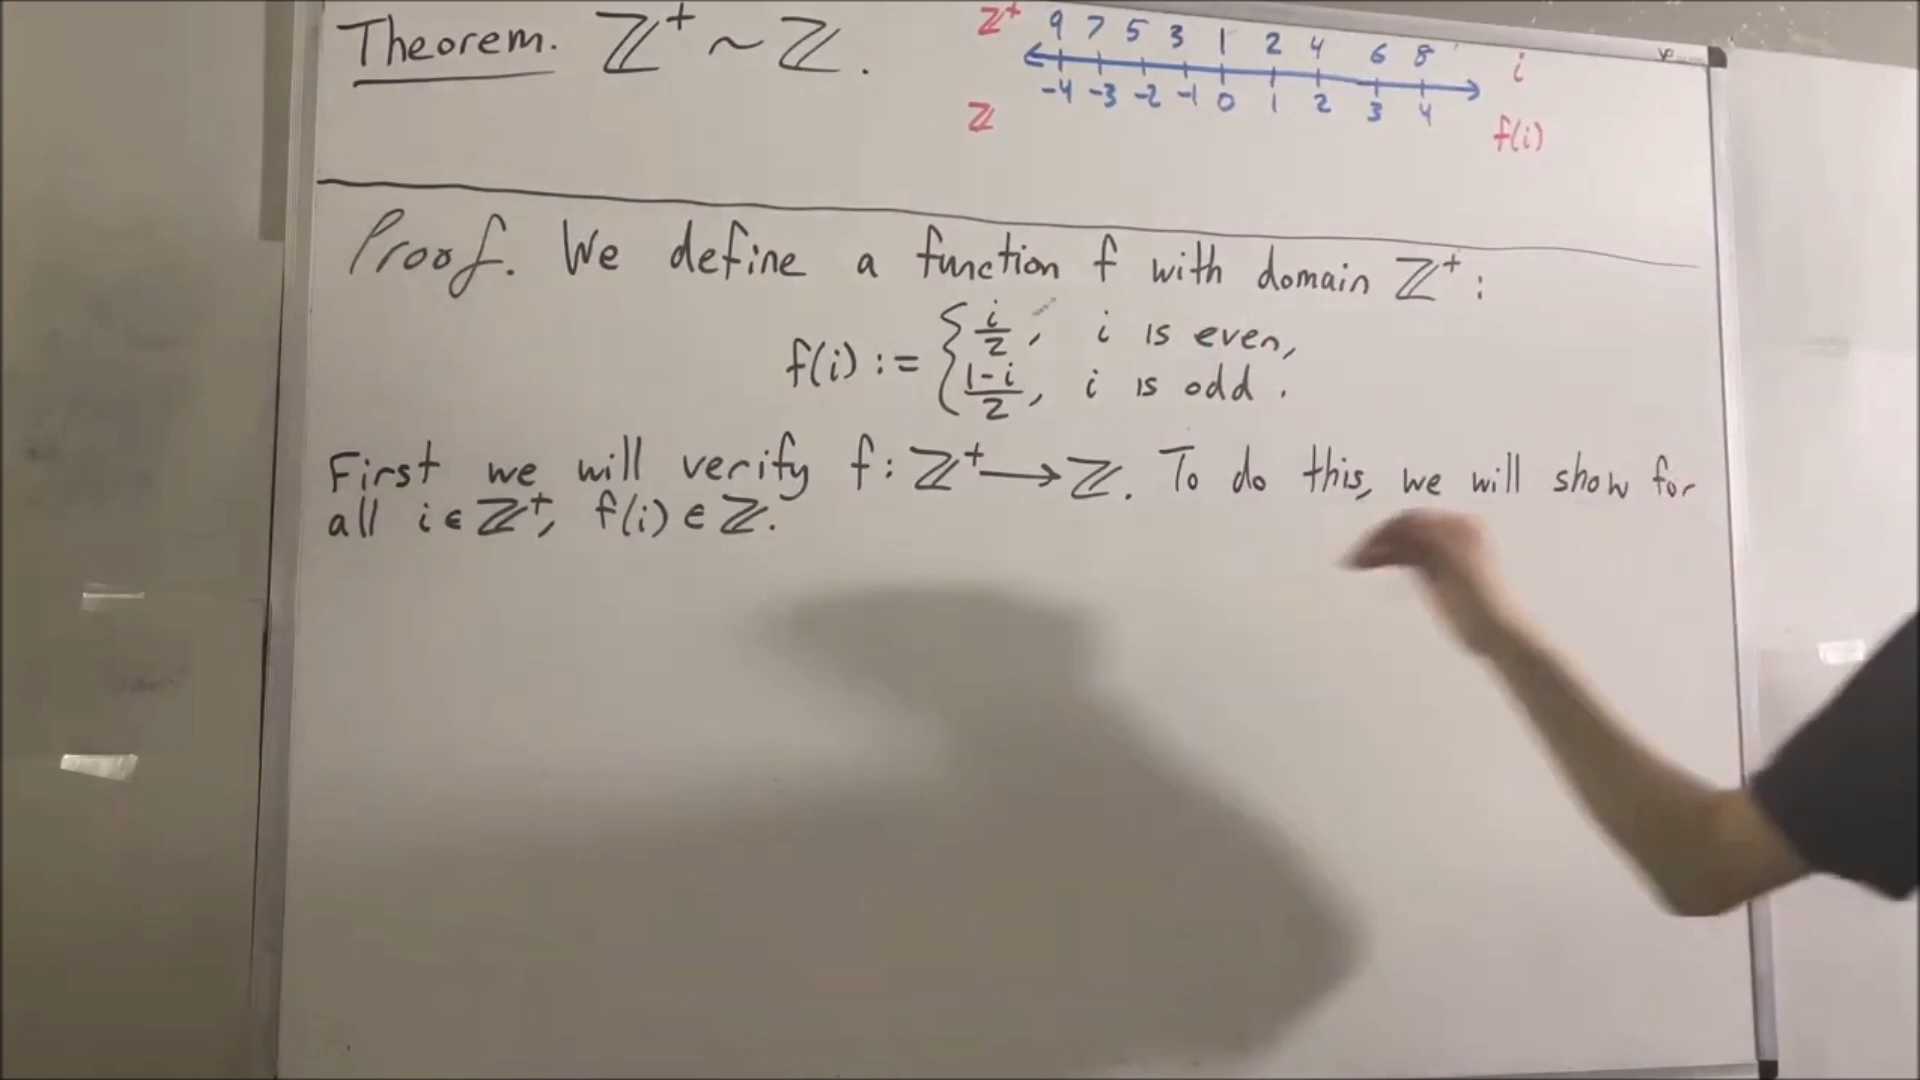 Theorem. ℤ⁺ ~ ℤ.
ℤ⁺ 9 7 5 3 1 2 4 6 8 i
ℤ -4 -3 -2 -1 0 1 2 3 4 f(i)
Proof. We define a function f with domain ℤ⁺:
f(i) := { i/2, i is even,
(1-i)/2, i is odd.
First we will verify f: ℤ⁺ → ℤ. To do this, we will show for
all i ∈ ℤ⁺, f(i) ∈ ℤ.